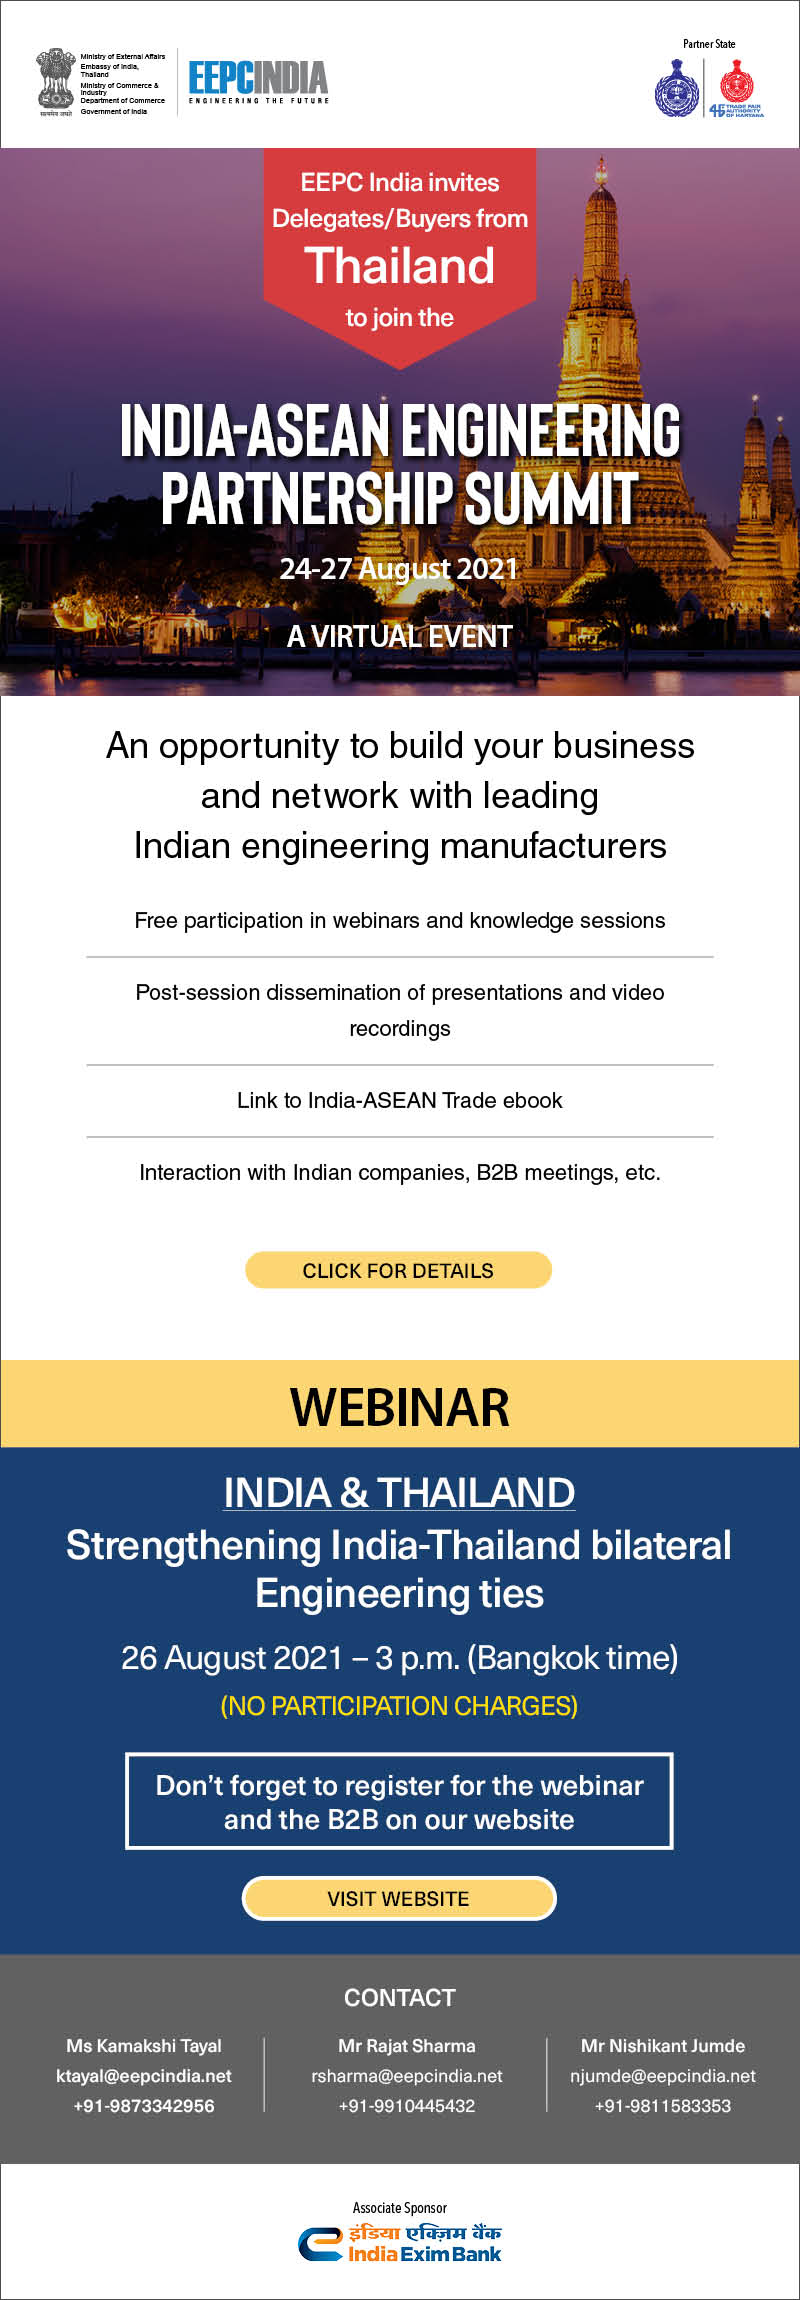 Ministry of External Affairs
Embassy of India,
Thailand
Ministry of Commerce &
Industry
Department of Commerce
Government of India
सत्यमेव जयते
EEPCINDIA
ENGINEERING THE FUTURE
Partner State
TRADE FAIR
AUTHORITY
OF HARYANA
EEPC India invites
Delegates/Buyers from
Thailand
to join the
INDIA-ASEAN ENGINEERING
PARTNERSHIP SUMMIT
24-27 August 2021
A VIRTUAL EVENT
An opportunity to build your business
and network with leading
Indian engineering manufacturers
Free participation in webinars and knowledge sessions
Post-session dissemination of presentations and video
recordings
Link to India-ASEAN Trade ebook
Interaction with Indian companies, B2B meetings, etc.
CLICK FOR DETAILS
WEBINAR
INDIA & THAILAND
Strengthening India-Thailand bilateral
Engineering ties
26 August 2021 – 3 p.m. (Bangkok time)
(NO PARTICIPATION CHARGES)
Don't forget to register for the webinar
and the B2B on our website
VISIT WEBSITE
CONTACT
Ms Kamakshi Tayal
ktayal@eepcindia.net
+91-9873342956
Mr Rajat Sharma
rsharma@eepcindia.net
+91-9910445432
Mr Nishikant Jumde
njumde@eepcindia.net
+91-9811583353
Associate Sponsor
इंडिया एक्ज़िम बैंक
India Exim Bank